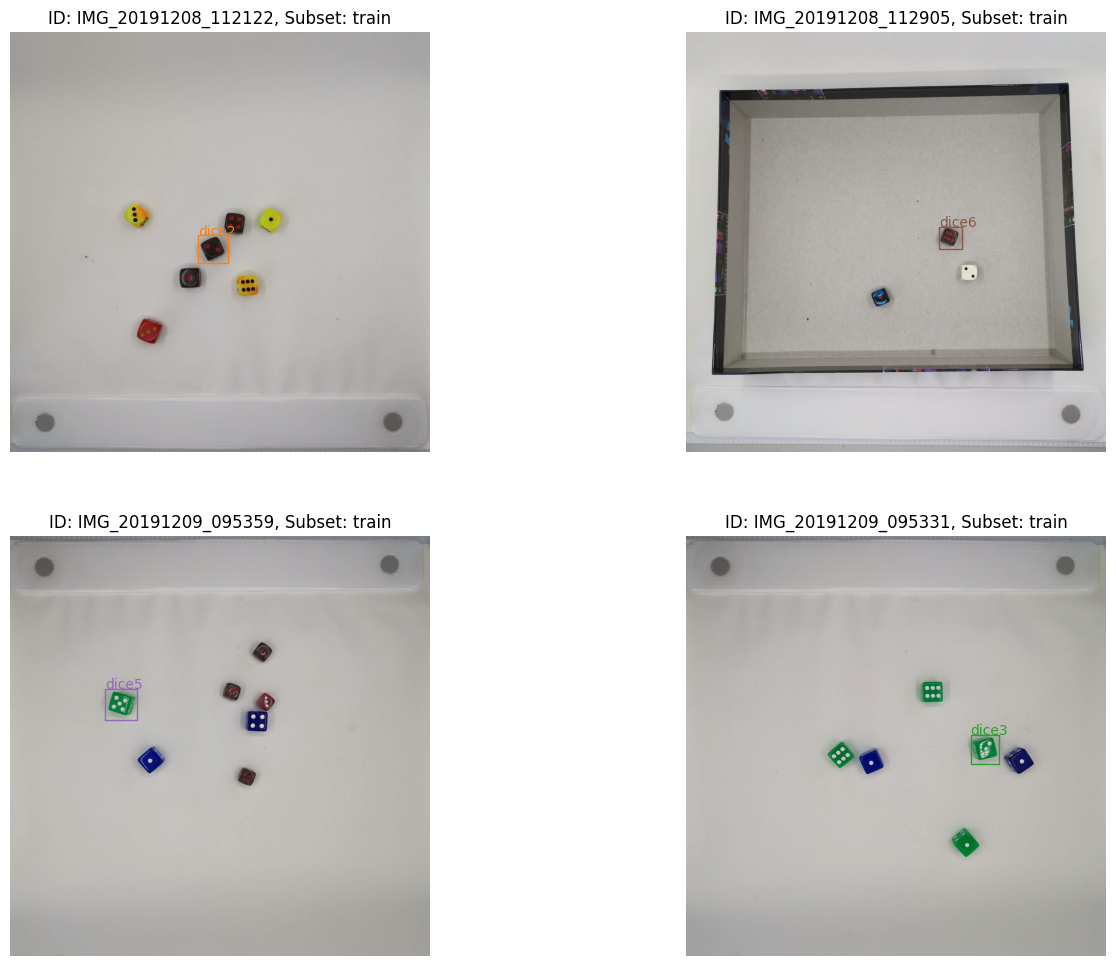 ID: IMG_20191208_112122, Subset: train
ID: IMG_20191208_112905, Subset: train
dice2
dice6
ID: IMG_20191209_095359, Subset: train
ID: IMG_20191209_095331, Subset: train
dice5
dice3